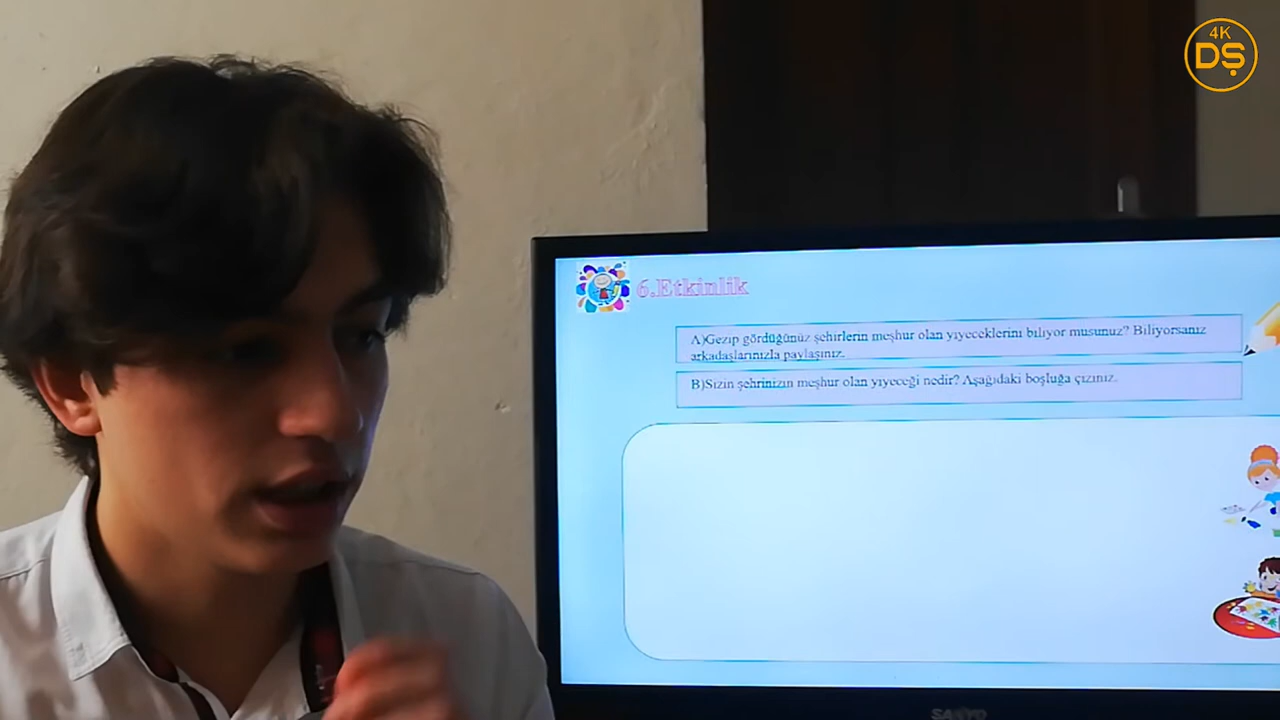 4K
DŞ
6.Etkinlik
A)Gezip gördüğünüz şehirlerin meşhur olan yiyeceklerini biliyor musunuz? Biliyorsanız
arkadaşlarınızla paylaşınız.
B)Sizin şehrinizin meşhur olan yiyeceği nedir? Aşağıdaki boşluğa çiziniz.
SANYO